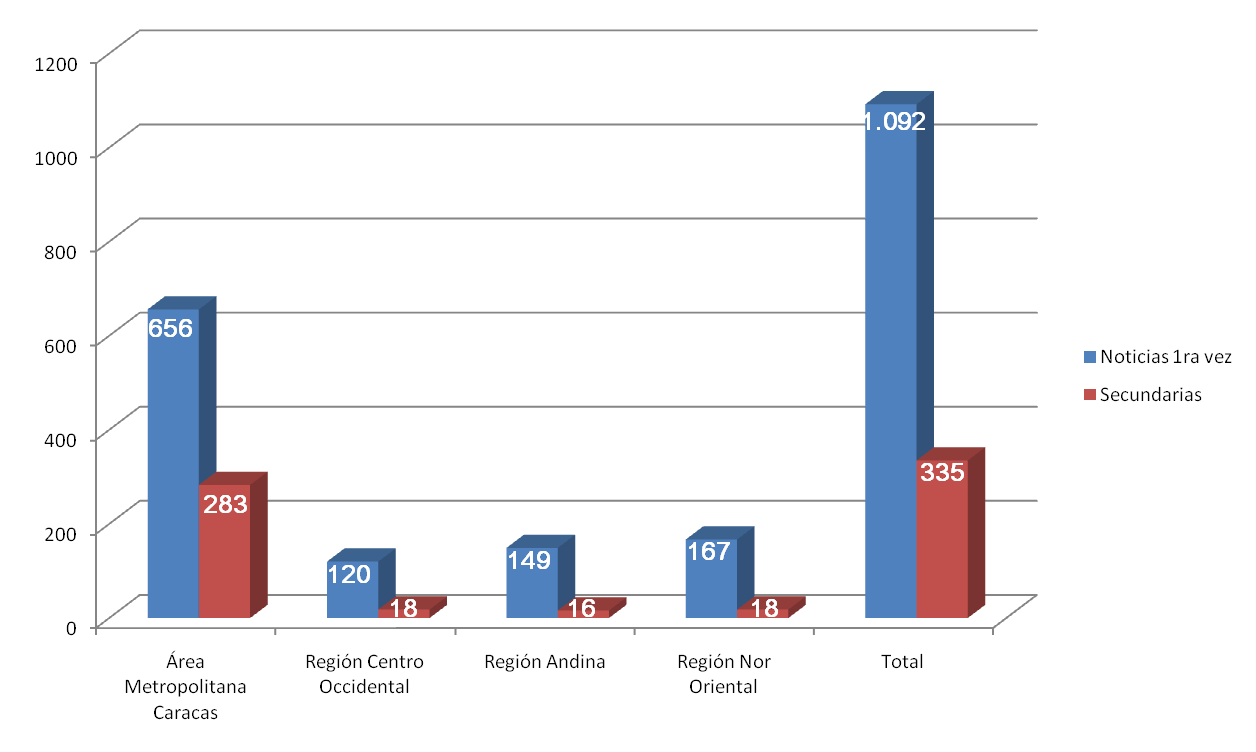 1200
1000
800
600
400
200
0
656
283
120
18
149
16
167
18
1.092
335
Área
Metropolitana
Caracas
Región Centro
Occidental
Región Andina
Región Nor
Oriental
Total
Noticias 1ra vez
Secundarias